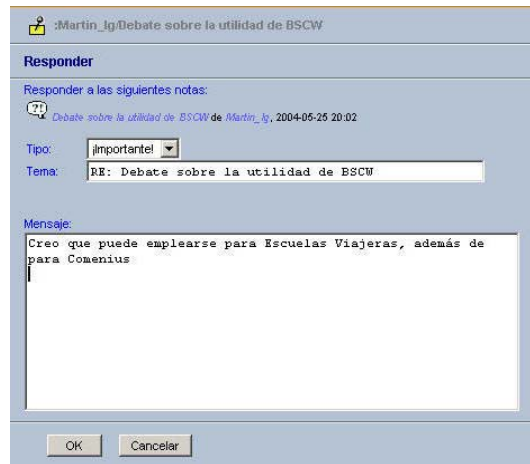 :Martin_lg/Debate sobre la utilidad de BSCW
Responder
Responder a las siguientes notas:
?! Debate sobre la utilidad de BSCW de Martin_lg, 2004-05-25 20:02
Tipo: ¡Importante!
Tema: RE: Debate sobre la utilidad de BSCW
Mensaje:
Creo que puede emplearse para Escuelas Viajeras, además de
para Comenius
OK Cancelar